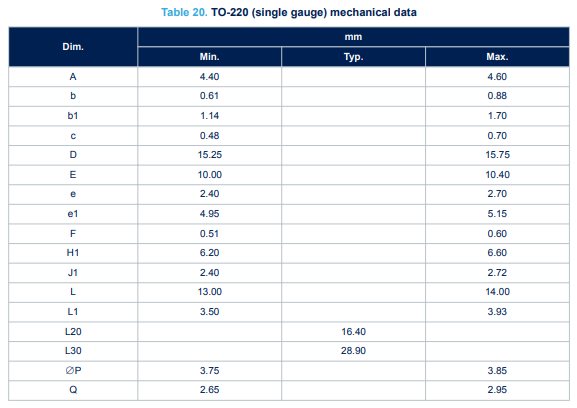 Table 20. TO-220 (single gauge) mechanical data
Dim. mm
Min. Typ. Max.
A 4.40 4.60
b 0.61 0.88
b1 1.14 1.70
c 0.48 0.70
D 15.25 15.75
E 10.00 10.40
e 2.40 2.70
e1 4.95 5.15
F 0.51 0.60
H1 6.20 6.60
J1 2.40 2.72
L 13.00 14.00
L1 3.50 3.93
L20 16.40
L30 28.90
∅P 3.75 3.85
Q 2.65 2.95